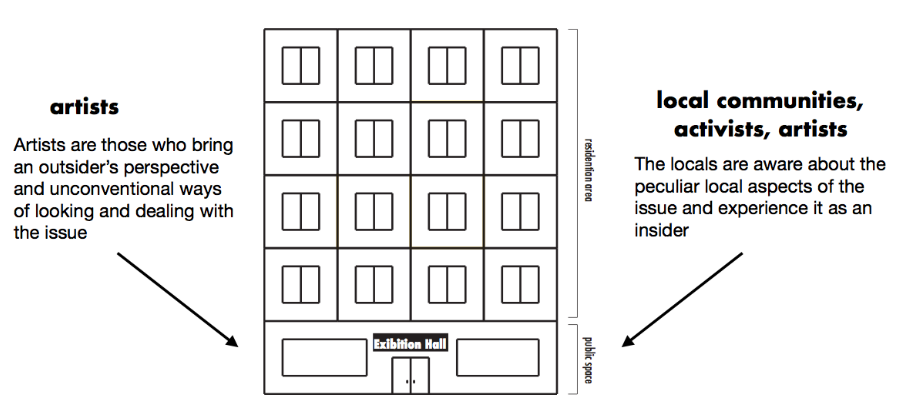 artists
Artists are those who bring
an outsider's perspective
and unconventional ways
of looking and dealing with
the issue
local communities,
activists, artists
The locals are aware about the
peculiar local aspects of the
issue and experience it as an
insider
residention area
Exibition Hall
public space